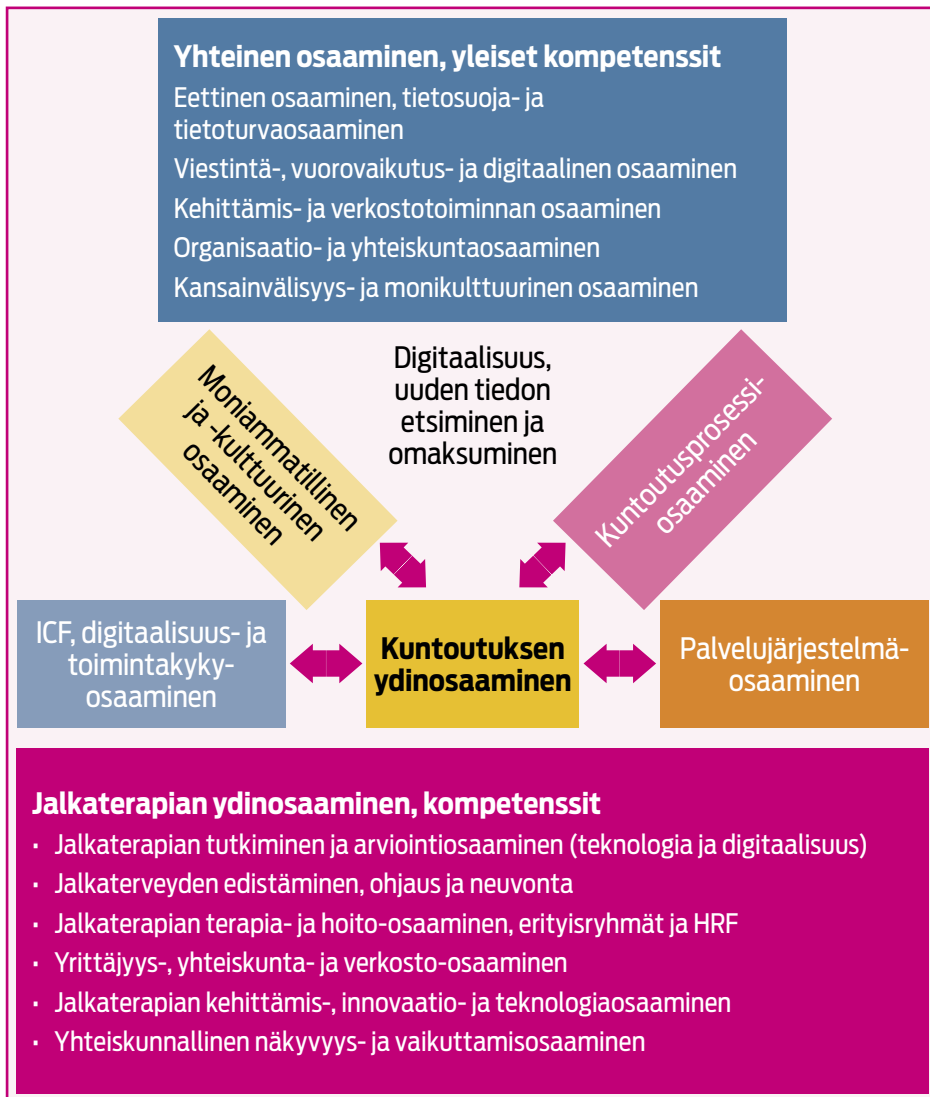 Yhteinen osaaminen, yleiset kompetenssit
Eettinen osaaminen, tietosuoja- ja
tietoturvaosaaminen
Viestintä-, vuorovaikutus- ja digitaalinen osaaminen
Kehittämis- ja verkostotoiminnan osaaminen
Organisaatio- ja yhteiskuntaosaaminen
Kansainvälisyys- ja monikulttuurinen osaaminen
Moniammatillinen
ja -kulttuurinen
osaaminen
Digitaalisuus,
uuden tiedon
etsiminen ja
omaksuminen
Kuntoutusprosessi-
osaaminen
ICF, digitaalisuus- ja
toimintakyky-
osaaminen
Kuntoutuksen
ydinosaaminen
Palvelujärjestelmä-
osaaminen
Jalkaterapian ydinosaaminen, kompetenssit
· Jalkaterapian tutkiminen ja arviointiosaaminen (teknologia ja digitaalisuus)
· Jalkaterveyden edistäminen, ohjaus ja neuvonta
· Jalkaterapian terapia- ja hoito-osaaminen, erityisryhmät ja HRF
· Yrittäjyys-, yhteiskunta- ja verkosto-osaaminen
· Jalkaterapian kehittämis-, innovaatio- ja teknologiaosaaminen
· Yhteiskunnallinen näkyvyys- ja vaikuttamisosaaminen